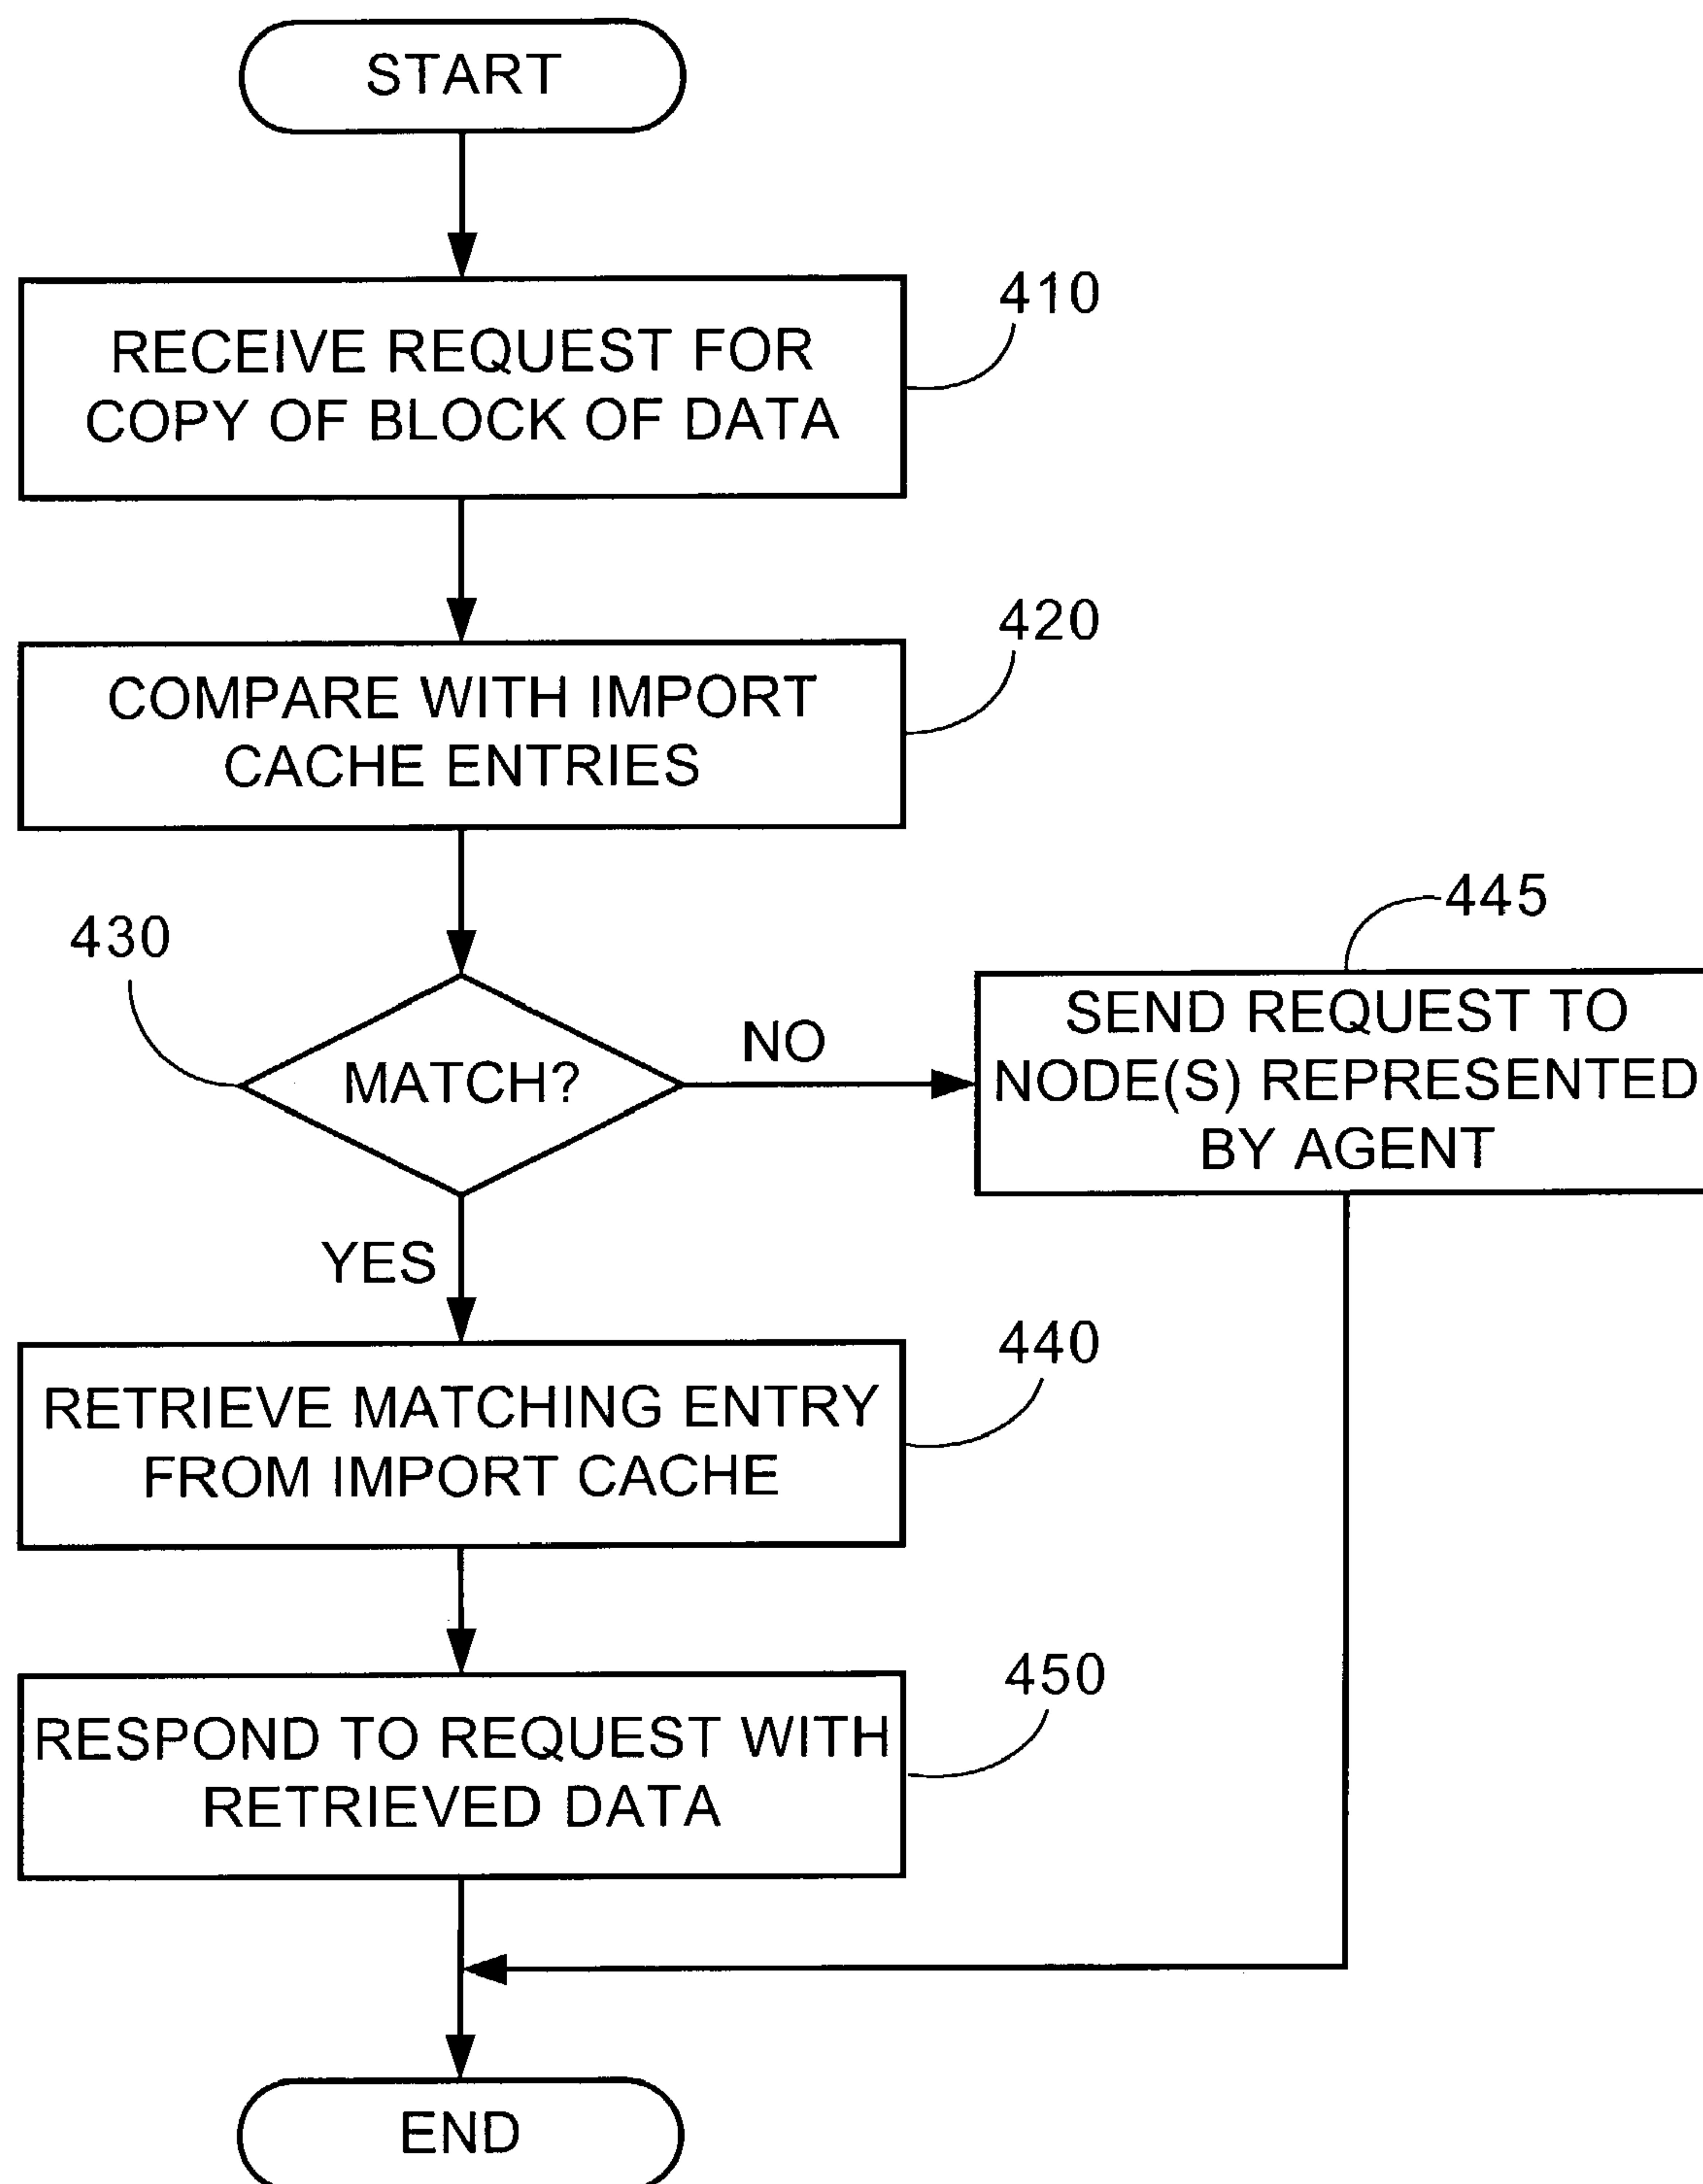 START
410
RECEIVE REQUEST FOR
COPY OF BLOCK OF DATA
420
COMPARE WITH IMPORT
CACHE ENTRIES
430
MATCH?
NO
445
SEND REQUEST TO
NODE(S) REPRESENTED
BY AGENT
YES
440
RETRIEVE MATCHING ENTRY
FROM IMPORT CACHE
450
RESPOND TO REQUEST WITH
RETRIEVED DATA
END